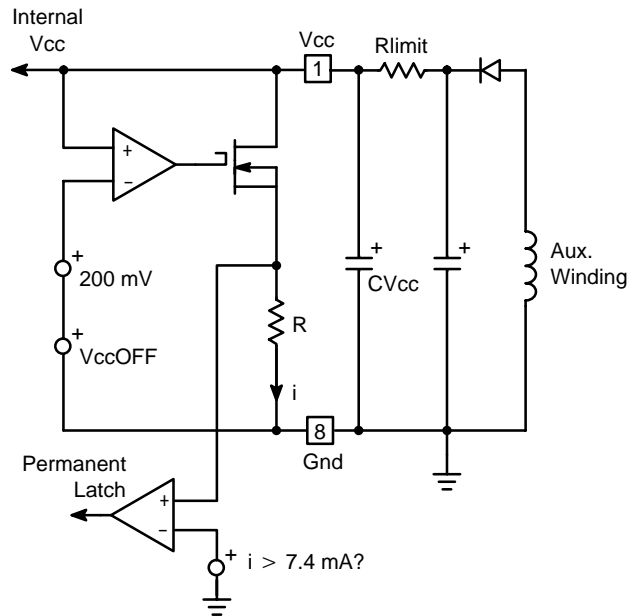 Internal
Vcc
Vcc
1
Rlimit
+
−
+
200 mV
+
VccOFF
R
i
+
CVcc
+
Aux.
Winding
8
Gnd
Permanent
Latch
+
−
+
i > 7.4 mA?